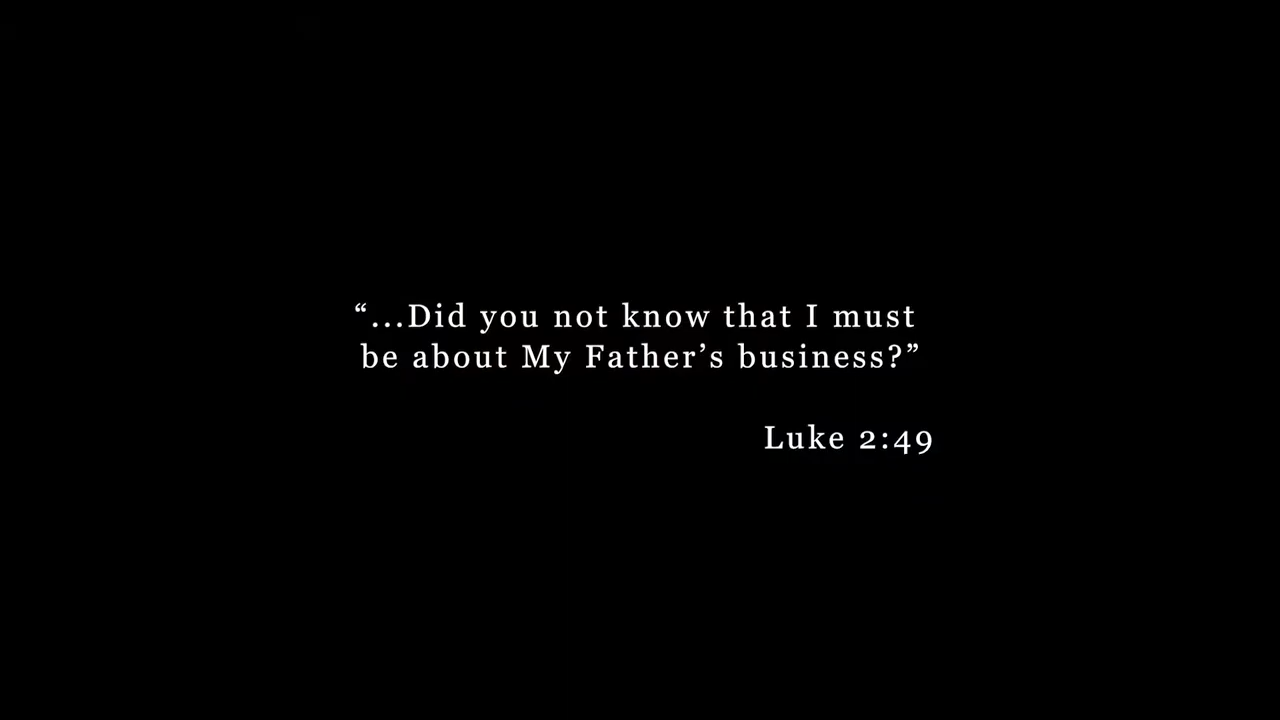 “...Did you not know that I must
be about My Father’s business?”
Luke 2:49